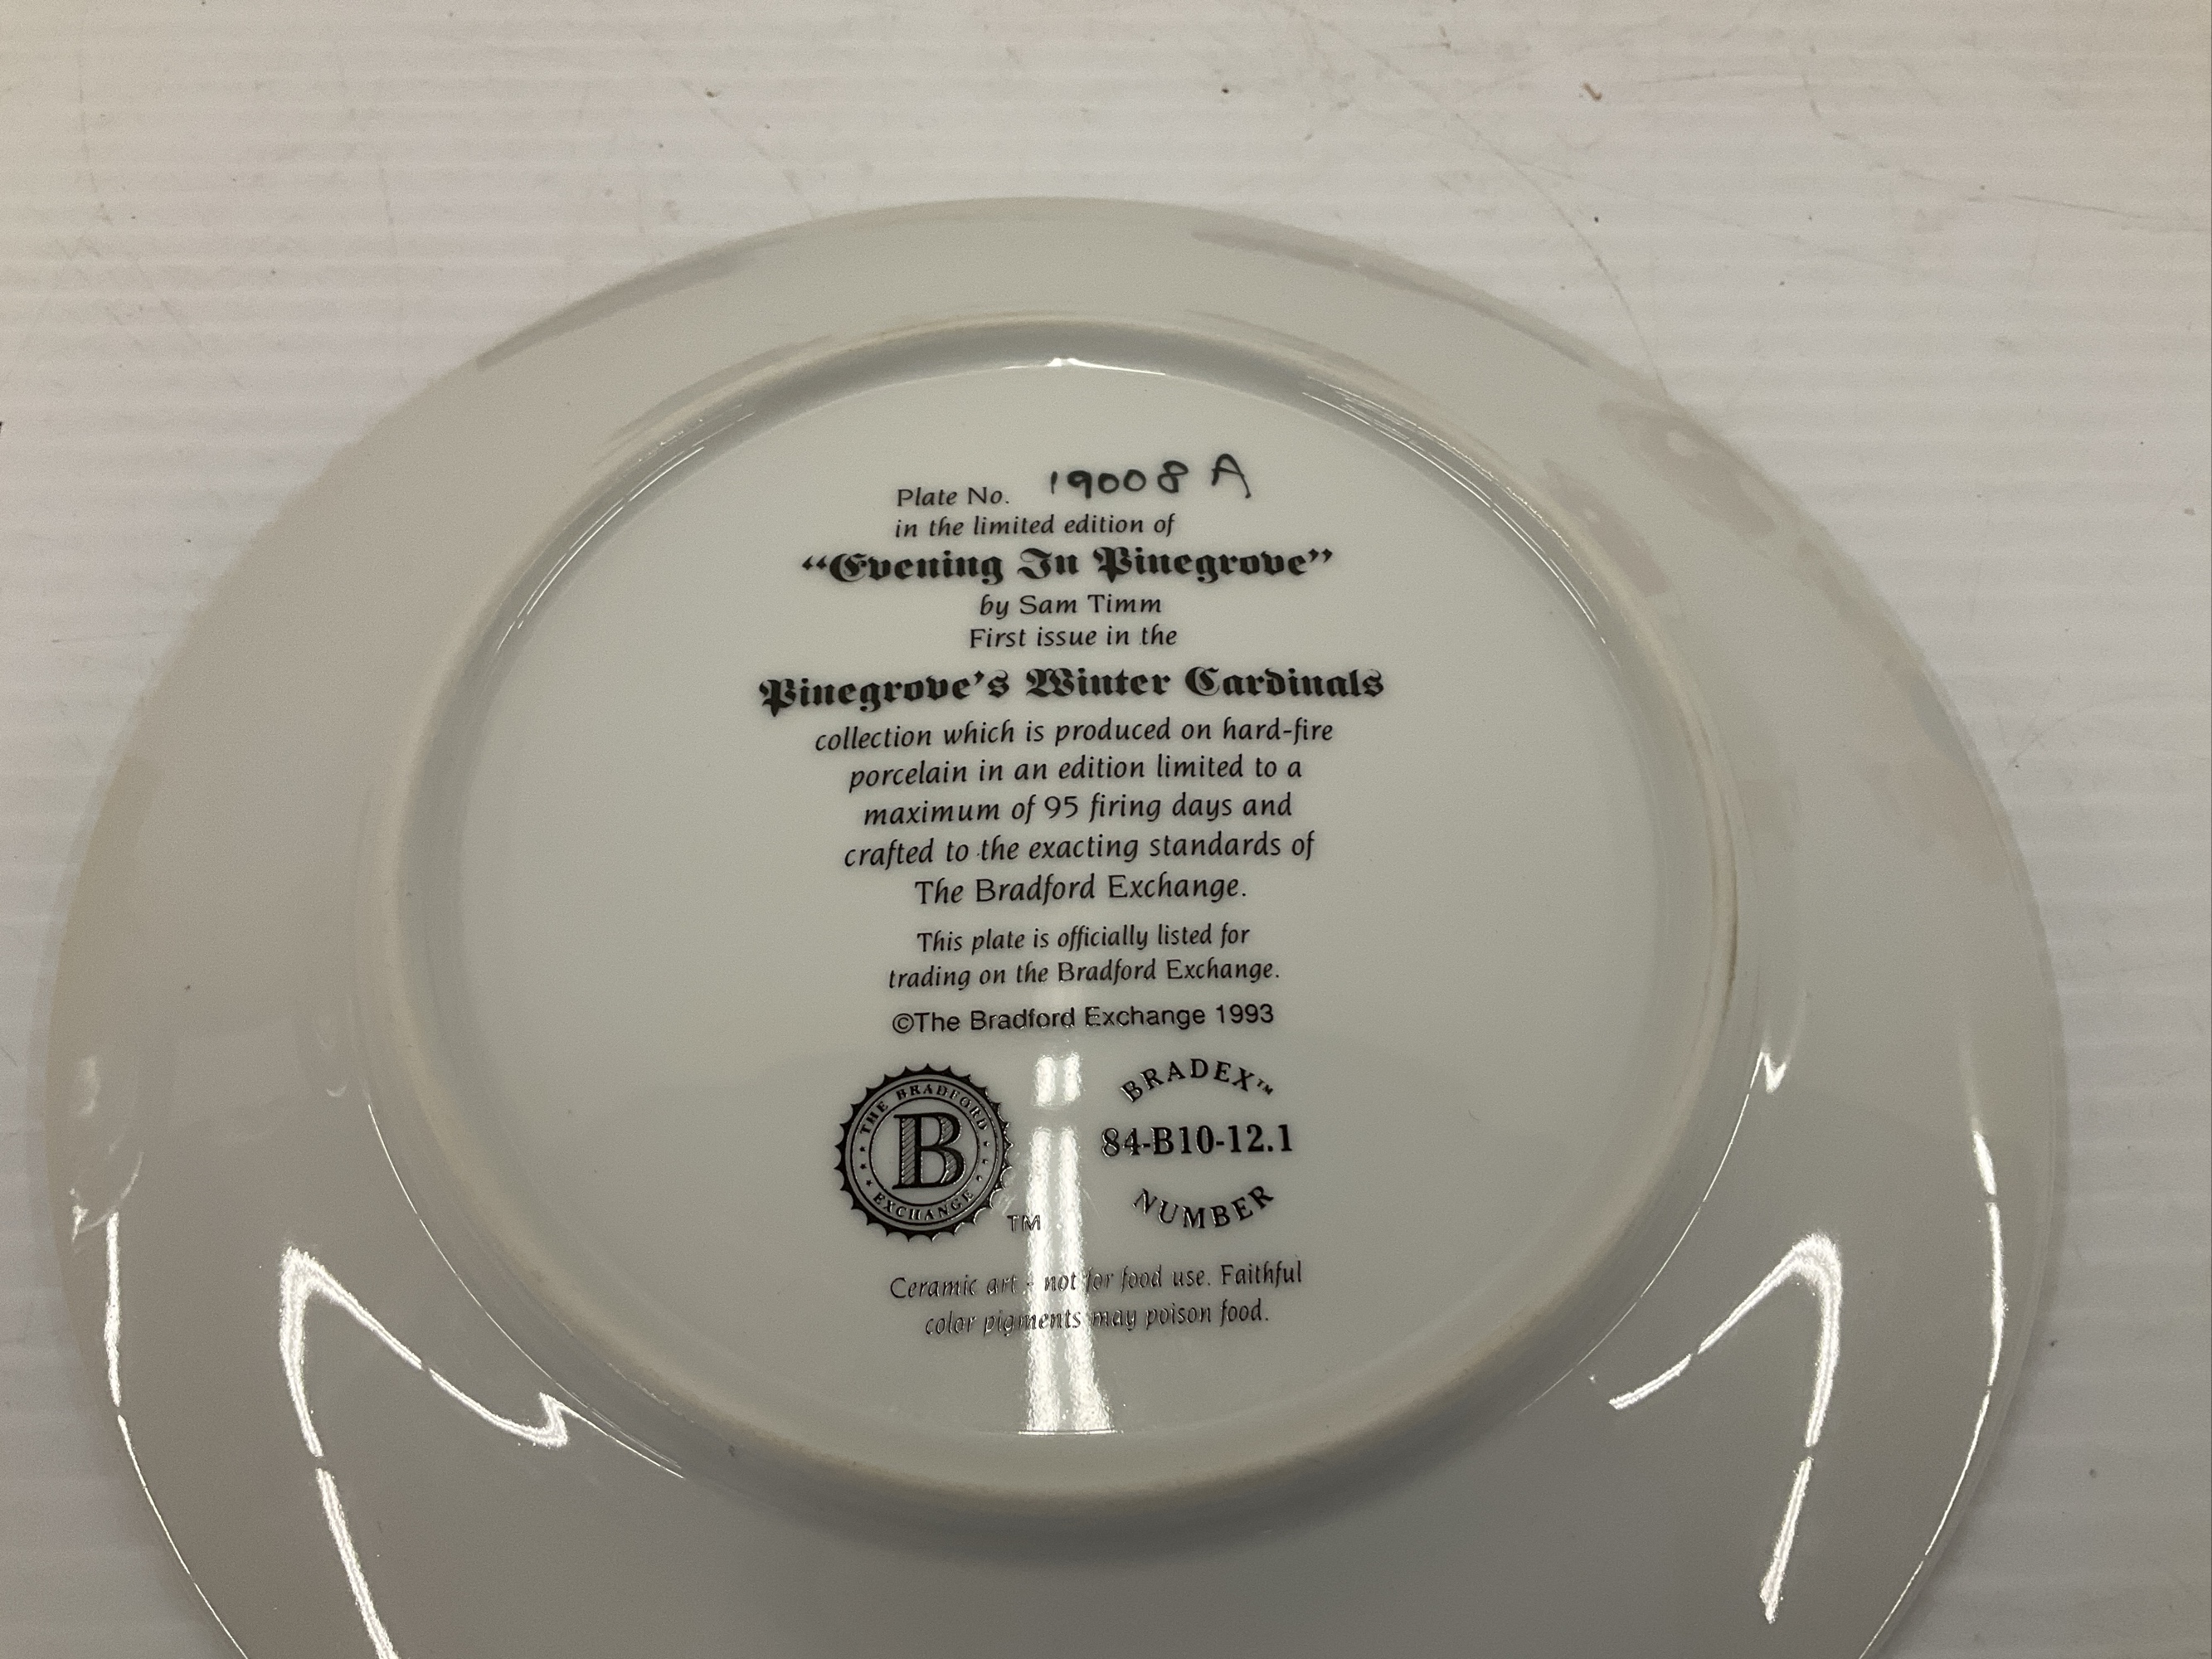 Plate No. 19008 A
in the limited edition of
“Evening In Pinegrove”
by Sam Timm
First issue in the
Pinegrove’s Winter Cardinals
collection which is produced on hard-fire
porcelain in an edition limited to a
maximum of 95 firing days and
crafted to the exacting standards of
The Bradford Exchange.
This plate is officially listed for
trading on the Bradford Exchange.
©The Bradford Exchange 1993
THE BRADFORD
B
EXCHANGE
TM
BRADEX™
84-B10-12.1
NUMBER
Ceramic art - not for food use. Faithful
color pigments may poison food.